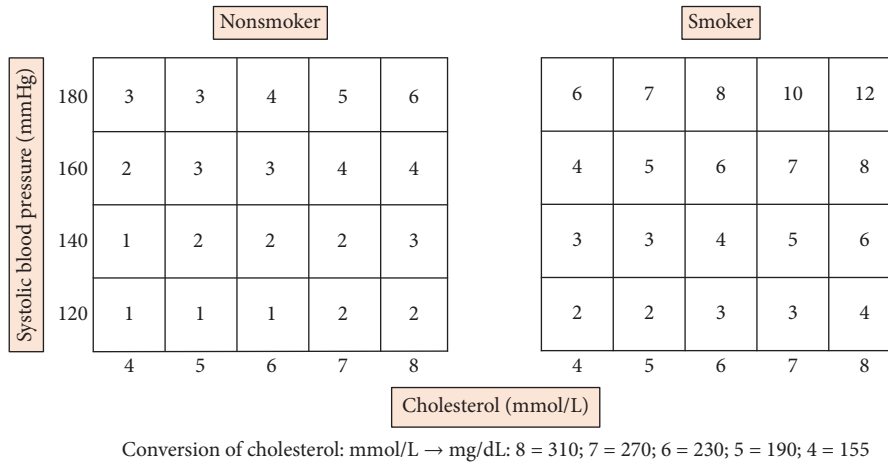 Nonsmoker Smoker
Systolic blood pressure (mmHg)
180 3 3 4 5 6 6 7 8 10 12
160 2 3 3 4 4 4 5 6 7 8
140 1 2 2 2 3 3 3 4 5 6
120 1 1 1 2 2 2 2 3 3 4
4 5 6 7 8 4 5 6 7 8
Cholesterol (mmol/L)
Conversion of cholesterol: mmol/L → mg/dL: 8 = 310; 7 = 270; 6 = 230; 5 = 190; 4 = 155